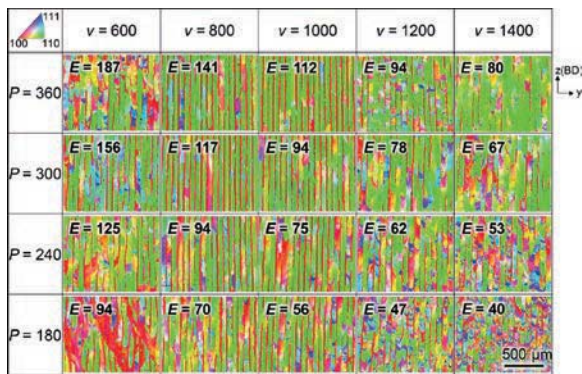 111
100 110
v = 600 v = 800 v = 1000 v = 1200 v = 1400
z(BD)
y
P = 360 E = 187 E = 141 E = 112 E = 94 E = 80
P = 300 E = 156 E = 117 E = 94 E = 78 E = 67
P = 240 E = 125 E = 94 E = 75 E = 62 E = 53
P = 180 E = 94 E = 70 E = 56 E = 47 E = 40
500 μm